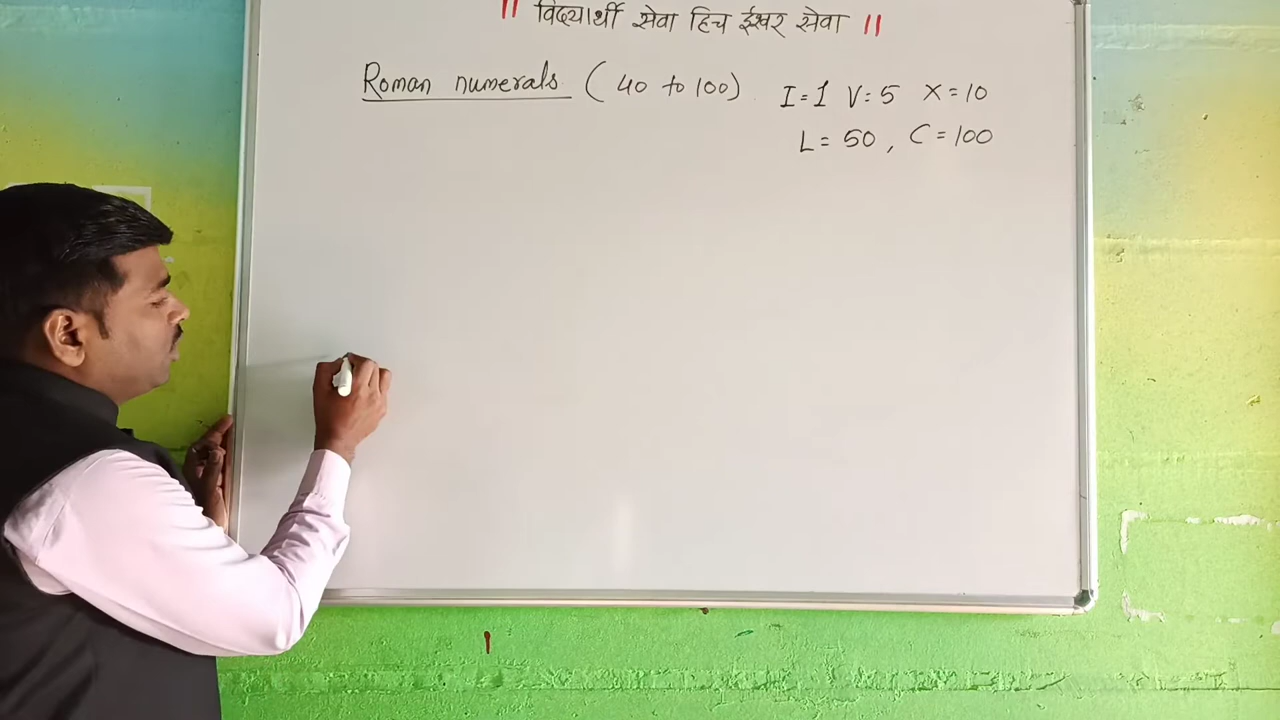 || विद्यार्थी सेवा हिच ईश्वर सेवा ||
Roman numerals (40 to 100) I=1 V=5 X=10
L=50, C=100